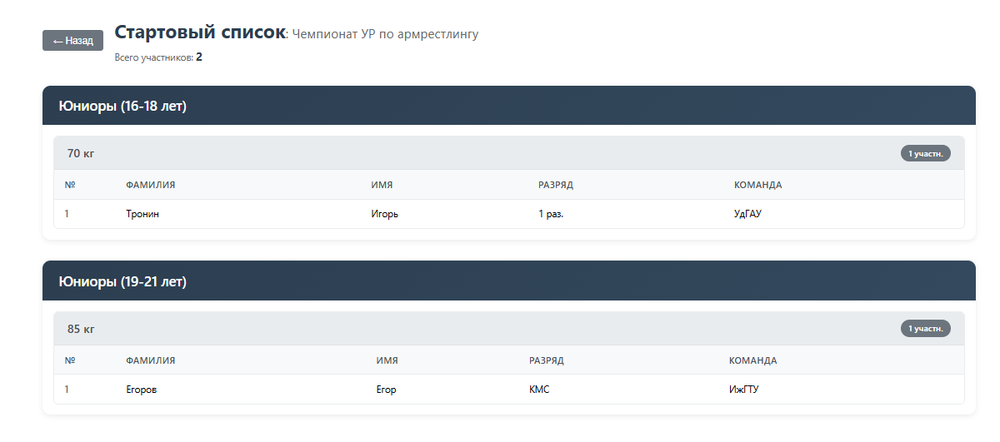 ← Назад
Стартовый список: Чемпионат УР по армрестлингу
Всего участников: 2
Юниоры (16-18 лет)
70 кг 1 участн.
№ ФАМИЛИЯ ИМЯ РАЗРЯД КОМАНДА
1 Тронин Игорь 1 раз. УдГАУ
Юниоры (19-21 лет)
85 кг 1 участн.
№ ФАМИЛИЯ ИМЯ РАЗРЯД КОМАНДА
1 Егоров Егор КМС ИжГТУ